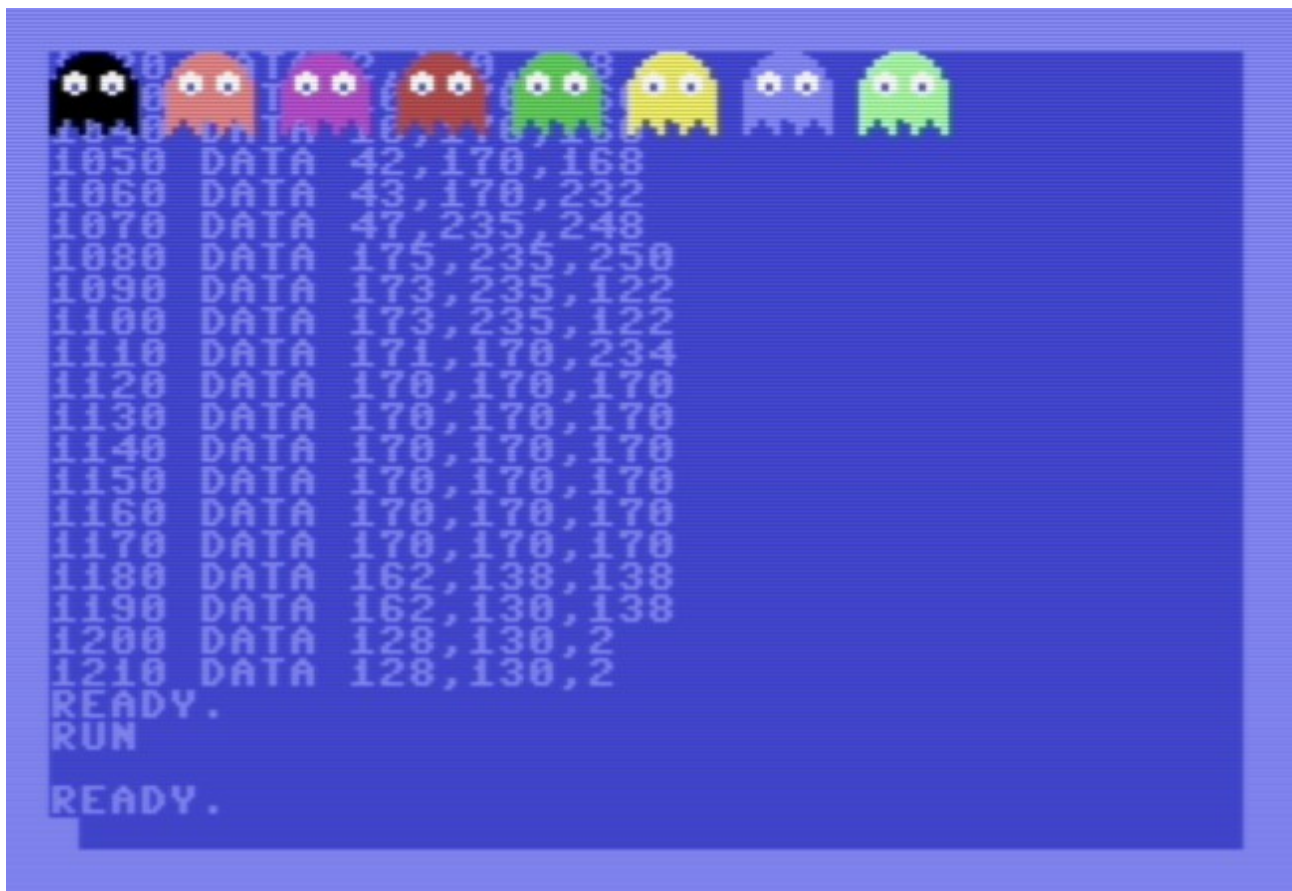 1050 DATA 42,170,168
1060 DATA 43,170,232
1070 DATA 47,235,248
1080 DATA 175,235,250
1090 DATA 173,235,122
1100 DATA 173,235,122
1110 DATA 171,170,234
1120 DATA 170,170,170
1130 DATA 170,170,170
1140 DATA 170,170,170
1150 DATA 170,170,170
1160 DATA 170,170,170
1170 DATA 170,170,170
1180 DATA 162,138,138
1190 DATA 162,130,138
1200 DATA 128,130,2
1210 DATA 128,130,2
READY.
RUN
READY.